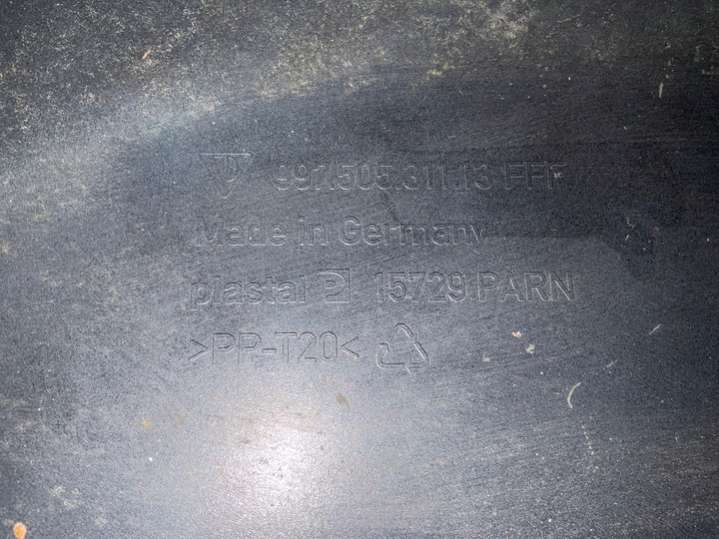 997.505.311.13 FFF
Made in Germany
plastal P 15729 PARN
>PP-T20<